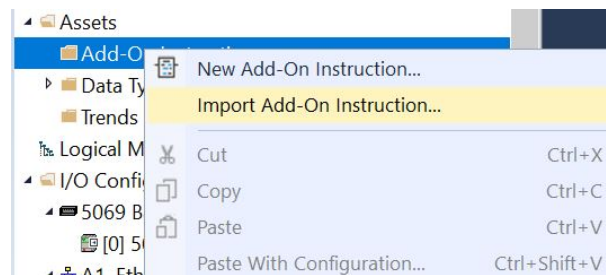 Assets
Add-O
New Add-On Instruction...
Data Ty
Import Add-On Instruction...
Trends
Logical M
Cut Ctrl+X
I/O Confi
Copy Ctrl+C
5069 B
Paste Ctrl+V
[0] 5
Paste With Configuration... Ctrl+Shift+V